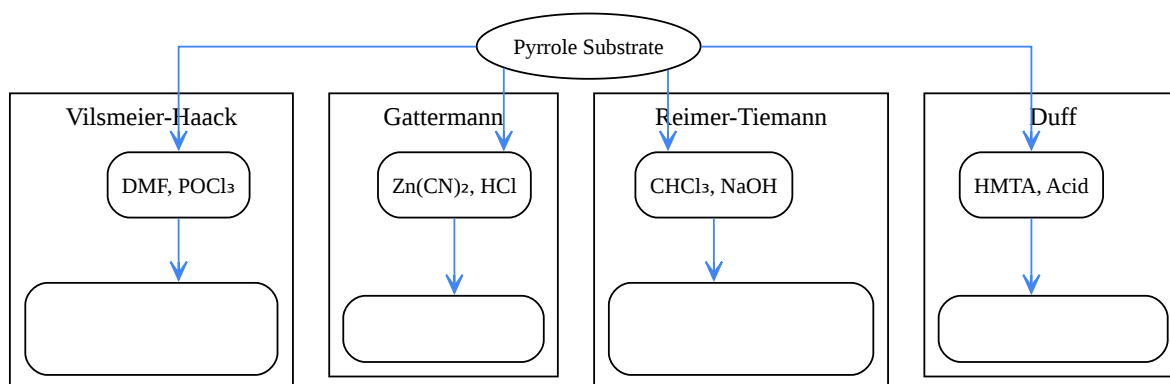 Pyrrole Substrate
Vilsmeier-Haack
Gattermann
Reimer-Tiemann
Duff
DMF, POCl₃
Zn(CN)₂, HCl
CHCl₃, NaOH
HMTA, Acid